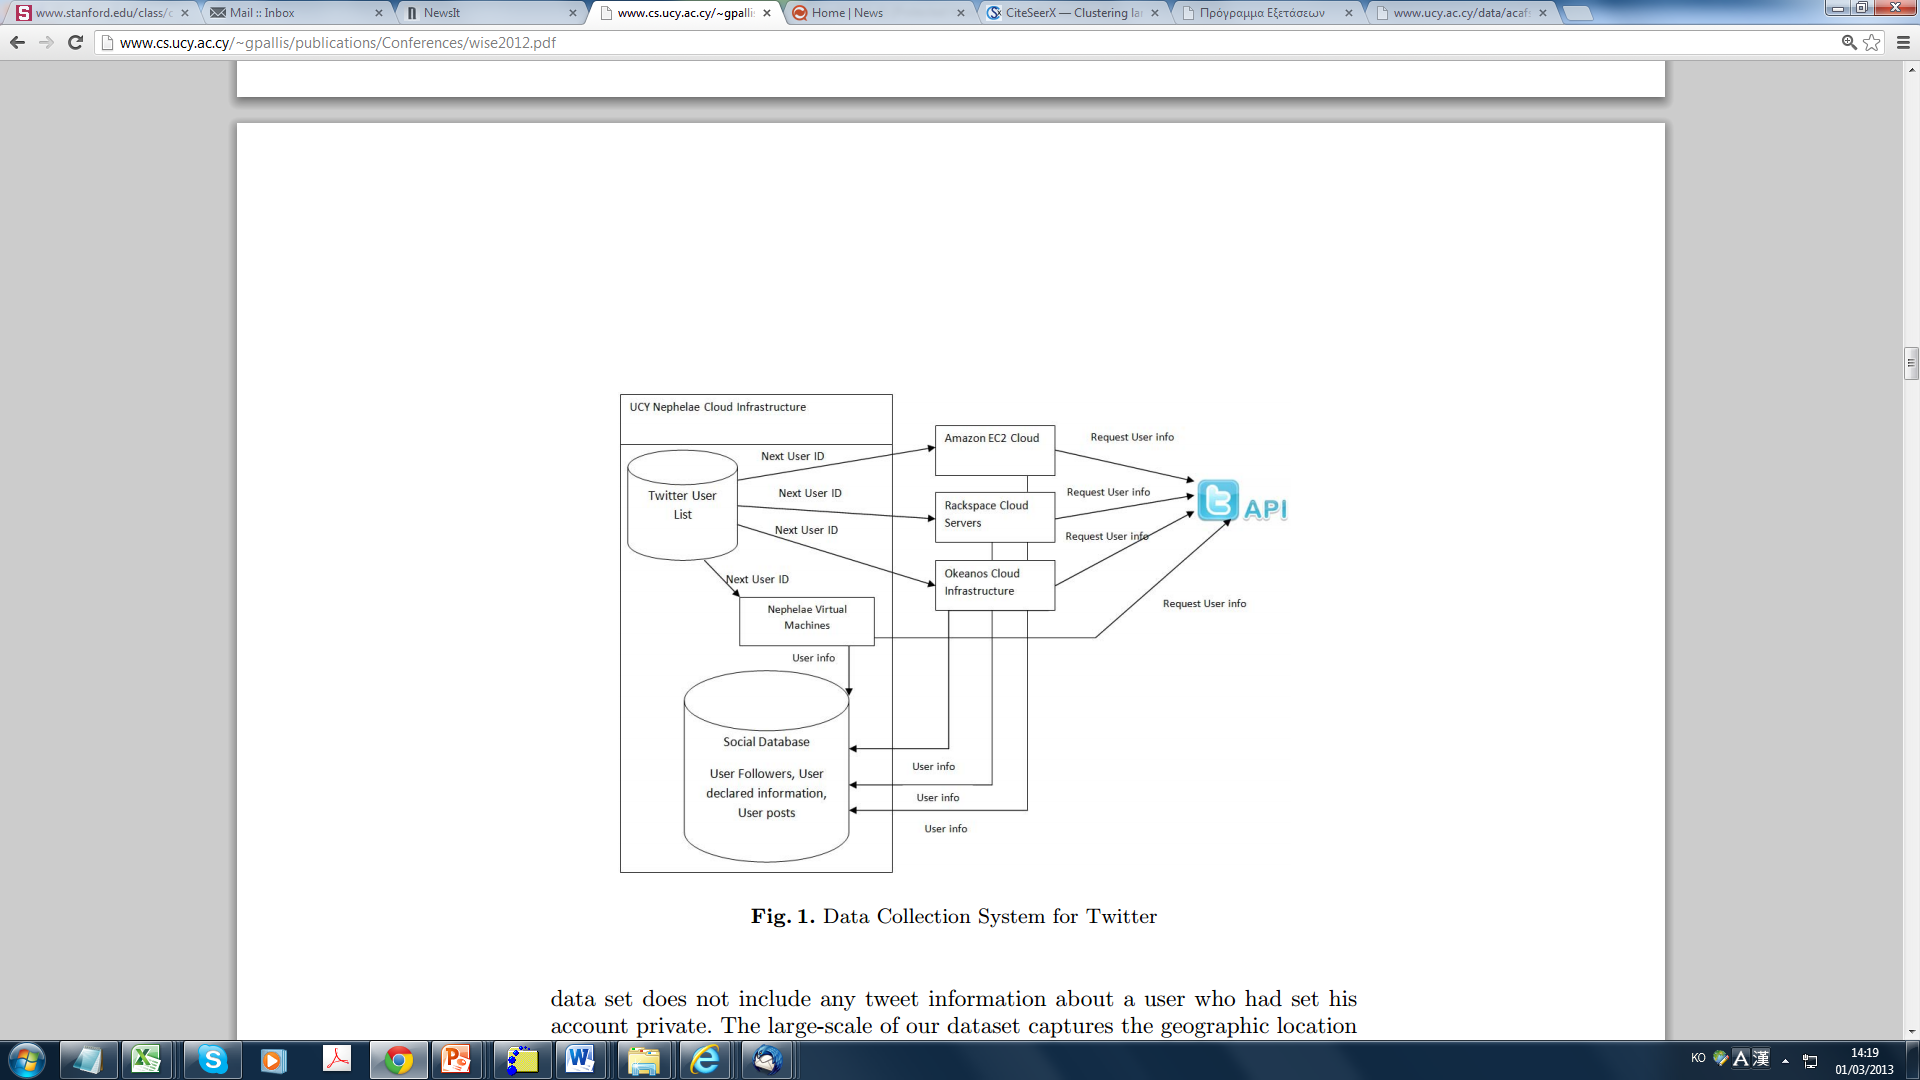 www.stanford.edu/class/c
Mail :: Inbox
NewsIt
www.cs.ucy.ac.cy/~gpallis
Home | News
CiteSeerX — Clustering lar
Πρόγραμμα Εξετάσεων
www.ucy.ac.cy/data/acafs
www.cs.ucy.ac.cy/~gpallis/publications/Conferences/wise2012.pdf
UCY Nephelae Cloud Infrastructure
Twitter User
List
Next User ID
Next User ID
Next User ID
Next User ID
Amazon EC2 Cloud
Rackspace Cloud
Servers
Okeanos Cloud
Infrastructure
Request User info
Request User info
Request User info
Request User info
API
Nephelae Virtual
Machines
User info
Social Database
User Followers, User
declared information,
User posts
User info
User info
User info
Fig. 1. Data Collection System for Twitter
data set does not include any tweet information about a user who had set his
account private. The large-scale of our dataset captures the geographic location
KO
A漢
14:19
01/03/2013